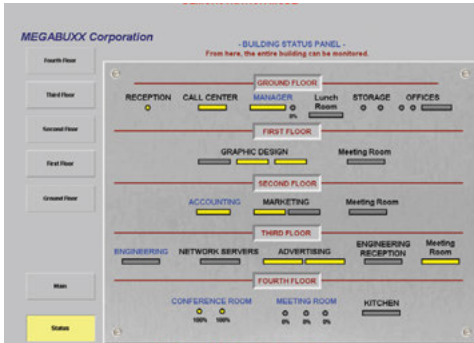 MEGABUXX Corporation
- BUILDING STATUS PANEL -
From here, the entire building can be monitored.
Fourth Floor
Third Floor
Second Floor
First Floor
Ground Floor
Main
Status
GROUND FLOOR
RECEPTION CALL CENTER MANAGER Lunch Room STORAGE OFFICES
0%
FIRST FLOOR
GRAPHIC DESIGN Meeting Room
SECOND FLOOR
ACCOUNTING MARKETING Meeting Room
THIRD FLOOR
ENGINEERING NETWORK SERVERS ADVERTISING ENGINEERING RECEPTION Meeting Room
FOURTH FLOOR
CONFERENCE ROOM MEETING ROOM KITCHEN
100% 100% 0% 0% 0%